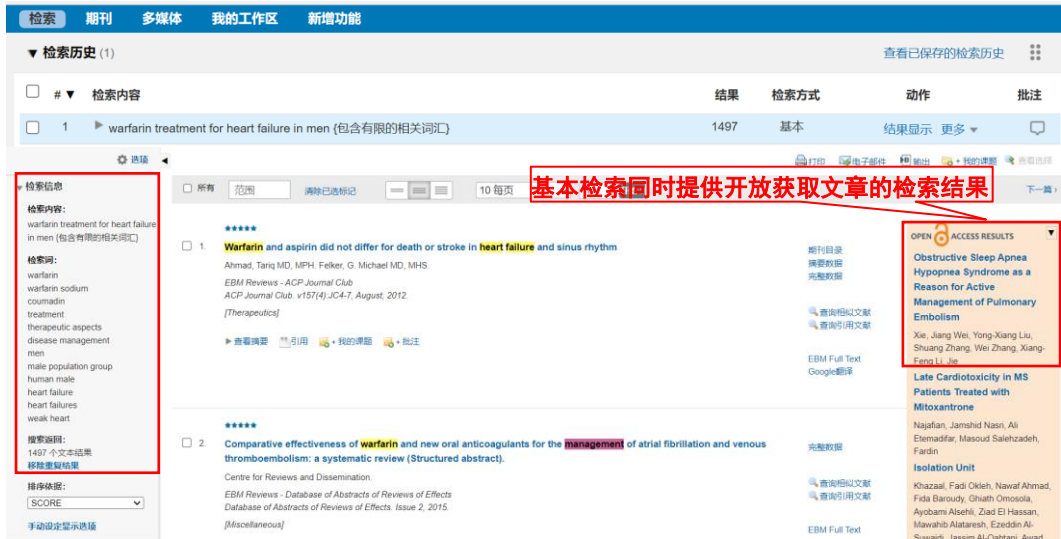 检索 期刊 多媒体 我的工作区 新增功能
▼ 检索历史 (1) 查看已保存的检索历史
# ▼ 检索内容 结果 检索方式 动作 批注
1 warfarin treatment for heart failure in men {包含有限的相关词汇} 1497 基本 结果显示 更多
选项 打印 电子邮件 输出 + 我的课题 查看选择
检索信息
检索内容:
warfarin treatment for heart failure
in men {包含有限的相关词汇}
检索词:
warfarin
warfarin sodium
coumadin
treatment
therapeutic aspects
disease management
men
male population group
human male
heart failure
heart failures
weak heart
搜索返回:
1497 个文本结果
移除重复结果
排序依据:
SCORE
手动设定显示选项
所有 范围 清除已选标记 10 每页 下一篇
基本检索同时提供开放获取文章的检索结果
★★★★★
1. Warfarin and aspirin did not differ for death or stroke in heart failure and sinus rhythm
Ahmad, Tariq MD, MPH. Felker, G. Michael MD, MHS.
EBM Reviews - ACP Journal Club
ACP Journal Club. v157(4):JC4-7, August, 2012.
[Therapeutics]
查看摘要 引用 + 我的课题 + 批注
期刊目录
摘要数据
完整数据
查询相似文献
查询引用文献
EBM Full Text
Google翻译
★★★★★
2. Comparative effectiveness of warfarin and new oral anticoagulants for the management of atrial fibrillation and venous
thromboembolism: a systematic review (Structured abstract).
Centre for Reviews and Dissemination.
EBM Reviews - Database of Abstracts of Reviews of Effects
Database of Abstracts of Reviews of Effects. Issue 2, 2015.
[Miscellaneous]
完整数据
查询相似文献
查询引用文献
EBM Full Text
OPEN ACCESS RESULTS
Obstructive Sleep Apnea
Hypopnea Syndrome as a
Reason for Active
Management of Pulmonary
Embolism
Xie, Jiang Wei, Yong-Xiang Liu,
Shuang Zhang, Wei Zhang, Xiang-
Feng Li, Jie
Late Cardiotoxicity in MS
Patients Treated with
Mitoxantrone
Najafian, Jamshid Nasri, Ali
Etemadifar, Masoud Salehzadeh,
Fardin
Isolation Unit
Khazaal, Fadi Okleh, Nawaf Ahmad,
Fida Baroudy, Ghiath Omosola,
Ayobami Alsehli, Ziad El Hassan,
Mawahib Alataresh, Ezeddin Al-
Suwaidi, Jassim Al-Qahtani, Awad